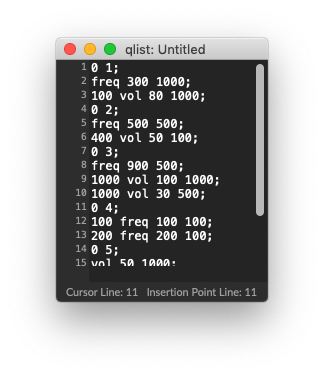 qlist: Untitled
1 0 1;
2 freq 300 1000;
3 100 vol 80 1000;
4 0 2;
5 freq 500 500;
6 400 vol 50 100;
7 0 3;
8 freq 900 500;
9 1000 vol 100 1000;
10 1000 vol 30 500;
11 0 4;
12 100 freq 100 100;
13 200 freq 200 100;
14 0 5;
15 vol 50 1000;
Cursor Line: 11 Insertion Point Line: 11